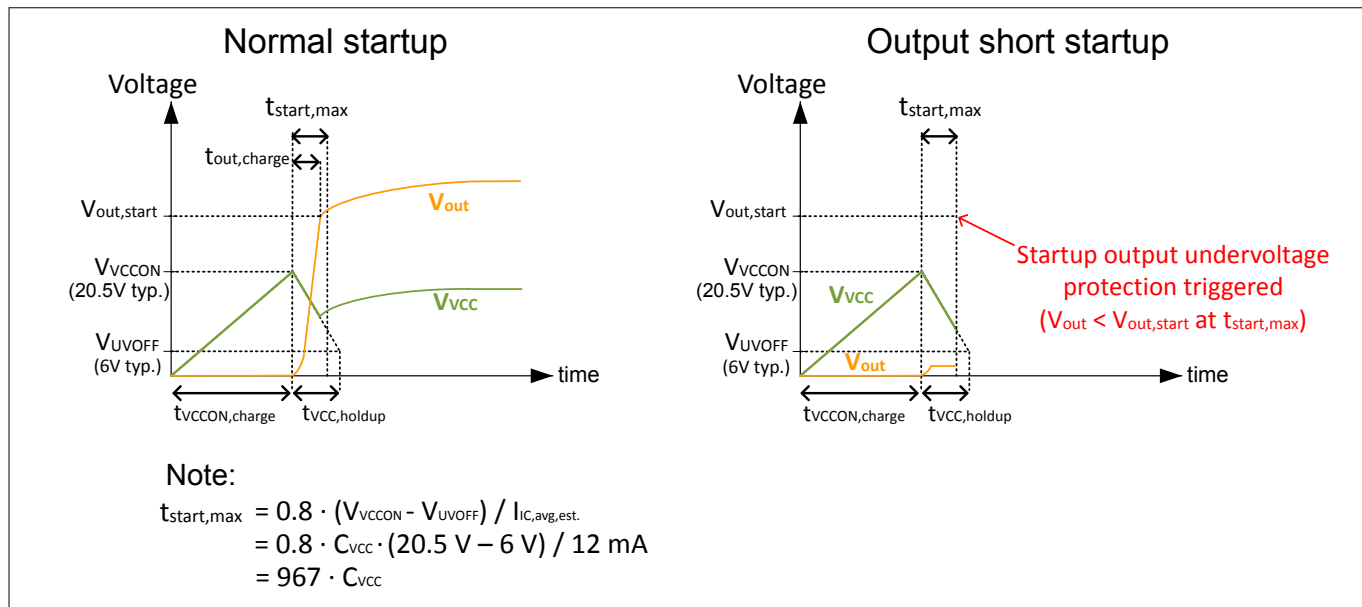 Normal startup
Voltage
tstart,max
tout,charge
Vout,start
Vout
VVCCON
(20.5V typ.)
VVCC
VUVOFF
(6V typ.)
time
tVCCON,charge
tVCC,holdup
Output short startup
Voltage
tstart,max
Vout,start
Startup output undervoltage
protection triggered
(Vout < Vout,start at tstart,max)
VVCCON
(20.5V typ.)
VVCC
VUVOFF
(6V typ.)
Vout
time
tVCCON,charge
tVCC,holdup
Note:
tstart,max = 0.8 · (VVCCON - VUVOFF) / IIC,avg,est.
= 0.8 · CVCC · (20.5 V – 6 V) / 12 mA
= 967 · CVCC